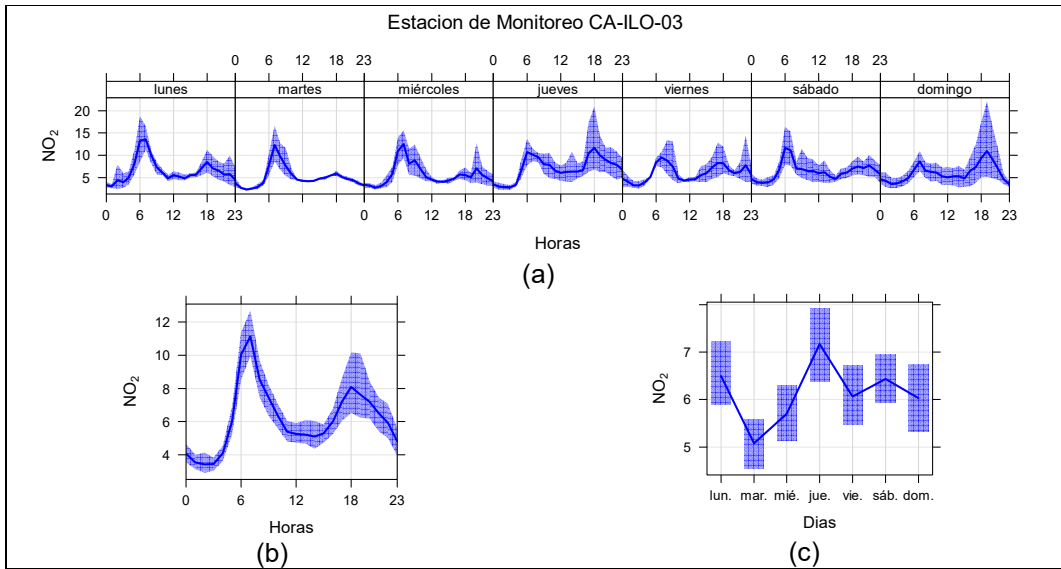 Estacion de Monitoreo CA-ILO-03
0 6 12 18 23 0 6 12 18 23 0 6 12 18 23
lunes martes miércoles jueves viernes sábado domingo
NO2
20
15
10
5
0 6 12 18 23 0 6 12 18 23 0 6 12 18 23 0 6 12 18 23
Horas
(a)
NO2
12
10
8
6
4
0 6 12 18 23
Horas
(b)
NO2
7
6
5
lun. mar. mié. jue. vie. sáb. dom.
Dias
(c)